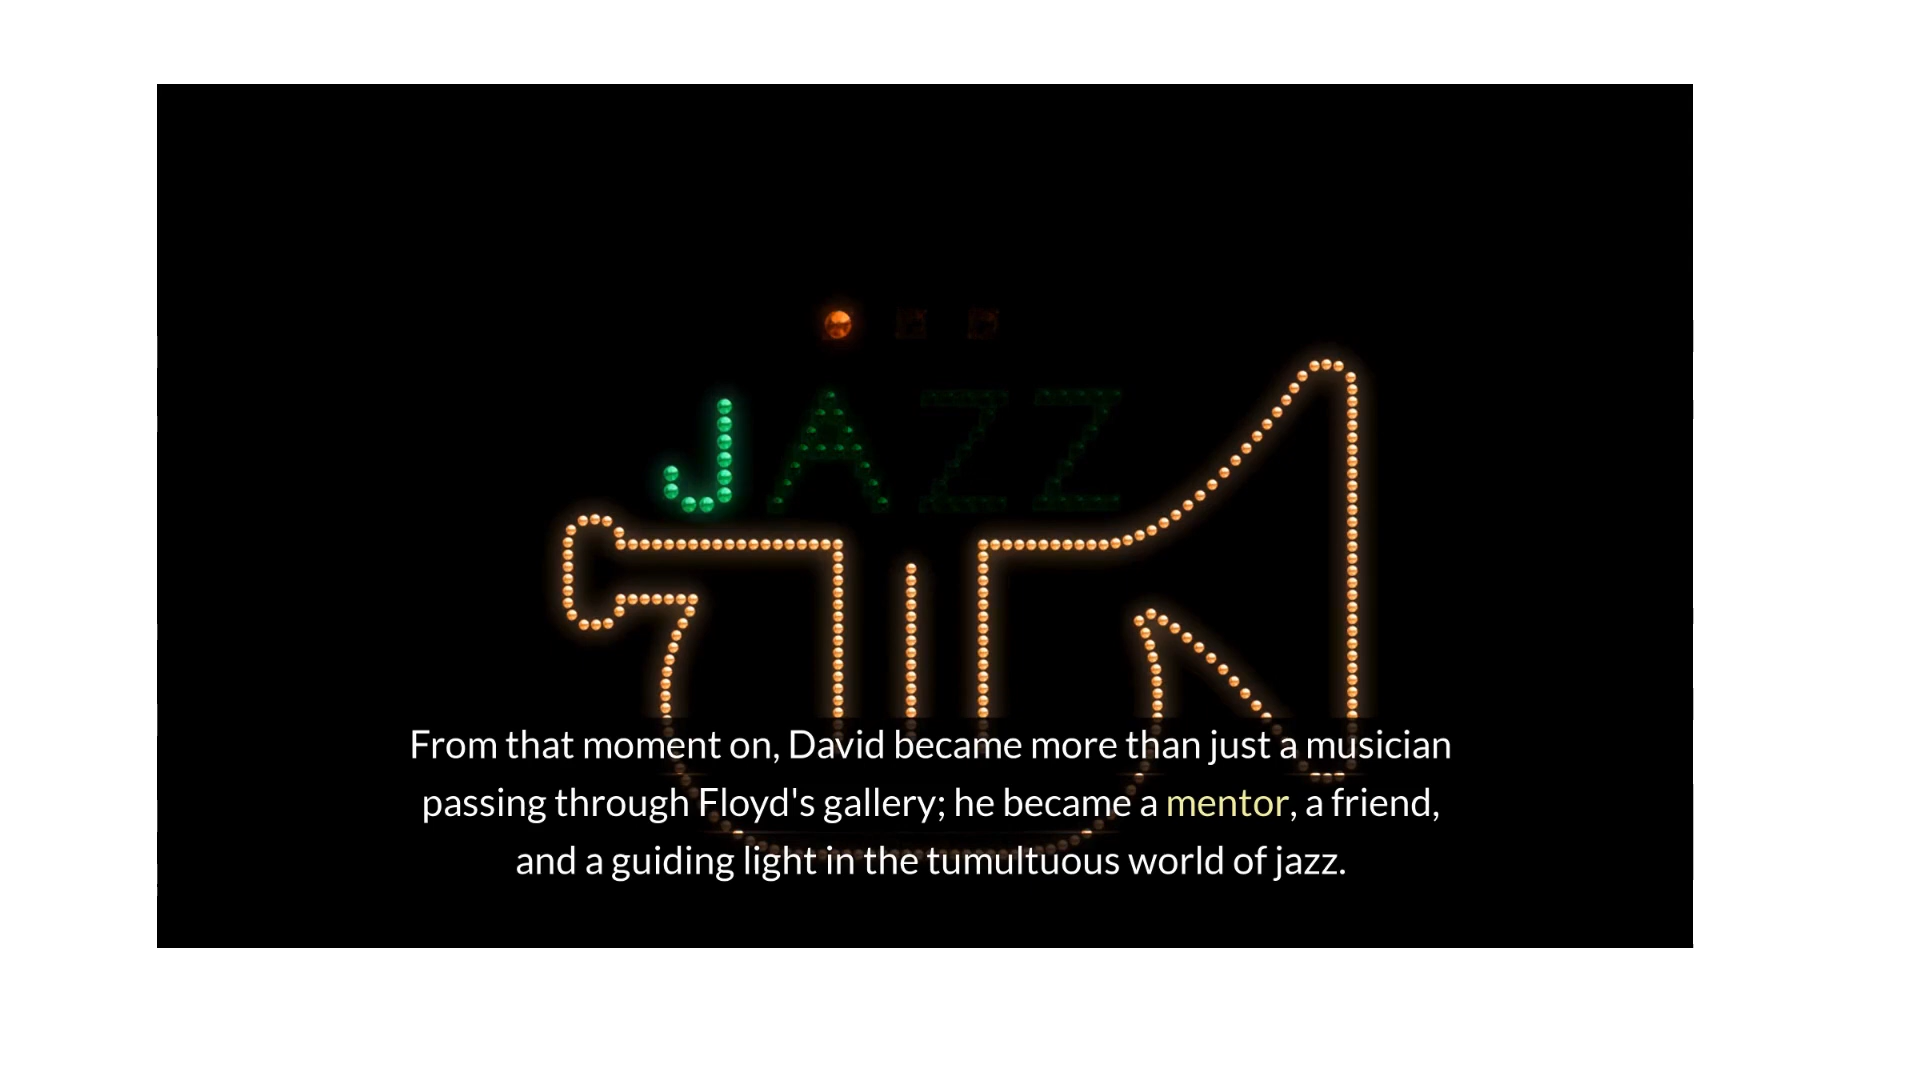 JAZZ
From that moment on, David became more than just a musician
passing through Floyd's gallery; he became a mentor, a friend,
and a guiding light in the tumultuous world of jazz.